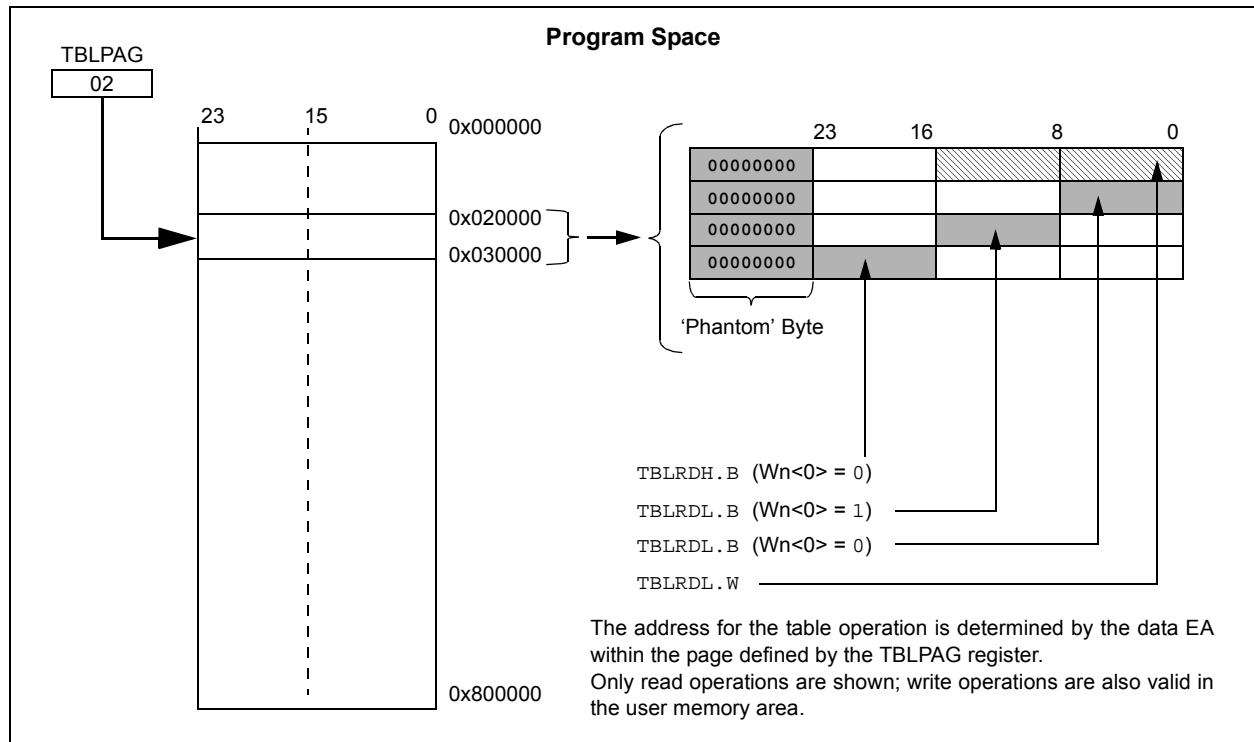 Program Space
TBLPAG
02
23 15 0
0x000000
0x020000
0x030000
0x800000
23 16 8 0
00000000
00000000
00000000
00000000
‘Phantom’ Byte
TBLRDH.B (Wn<0> = 0)
TBLRDL.B (Wn<0> = 1)
TBLRDL.B (Wn<0> = 0)
TBLRDL.W
The address for the table operation is determined by the data EA
within the page defined by the TBLPAG register.
Only read operations are shown; write operations are also valid in
the user memory area.